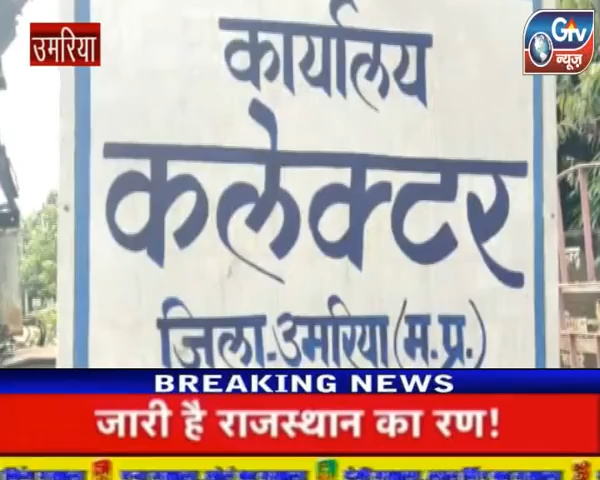 उमरिया
Gtv
न्यूज़
कार्यालय
कलेक्टर
जिला-उमरिया (म.प्र.)
BREAKING NEWS
जारी है राजस्थान का रण!